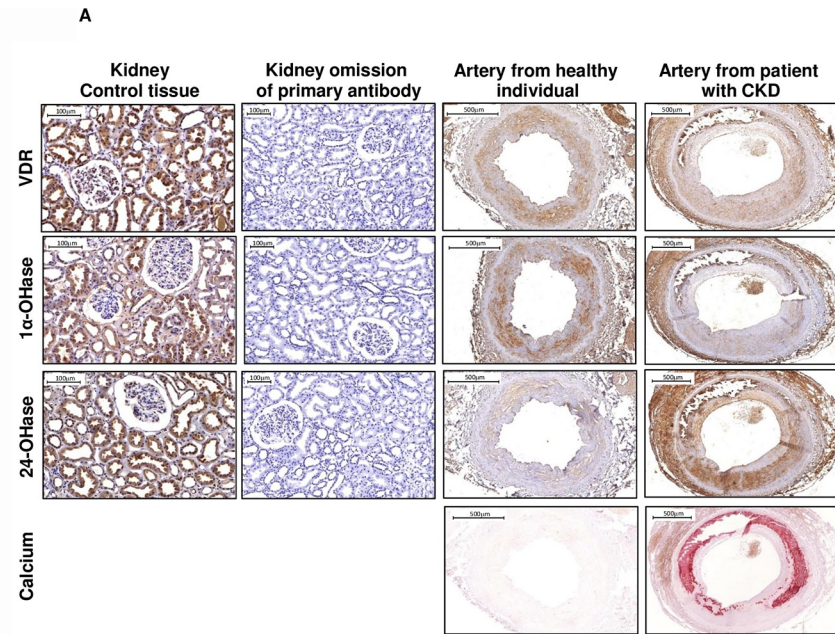 A
Kidney
Control tissue
Kidney omission
of primary antibody
Artery from healthy
individual
Artery from patient
with CKD
VDR
100µm
100µm
500µm
500µm
1α-OHase
100µm
100µm
500µm
500µm
24-OHase
100µm
100µm
500µm
500µm
Calcium
500µm
500µm